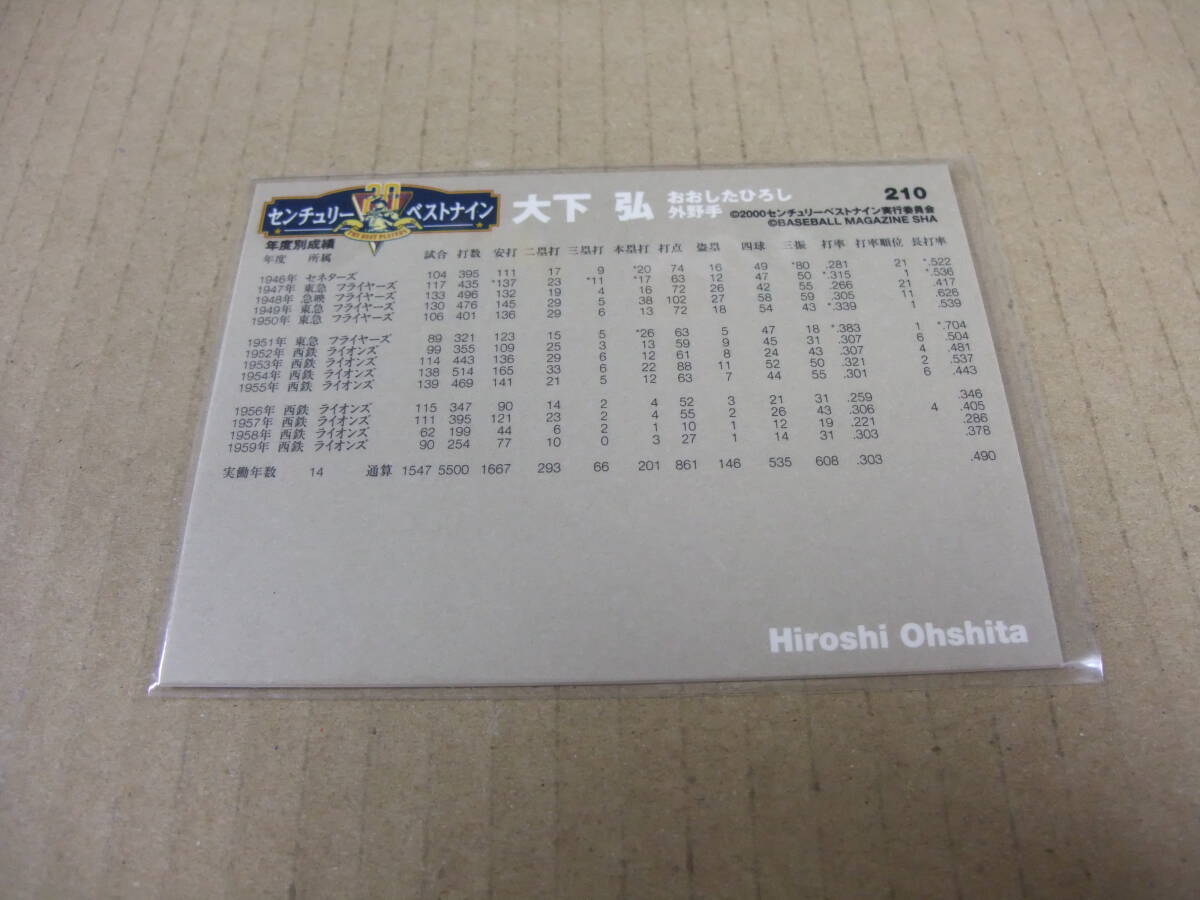 20
センチュリー ベストナイン
THE BEST PLAYERS
大下 弘 おおしたひろし 外野手
210
©2000センチュリーベストナイン実行委員会
©BASEBALL MAGAZINE SHA
年度別成績
年度 所属 試合 打数 安打 二塁打 三塁打 本塁打 打点 盗塁 四球 三振 打率 打率順位 長打率
1946年 セネタース 104 395 111 17 9 *20 74 16 49 *80 .281 21 *.522
1947年 東急 フライヤーズ 117 435 *137 23 *11 *17 63 12 47 50 *.315 1 *.536
1948年 急映 フライヤーズ 133 496 132 19 4 16 72 26 42 55 .266 21 .417
1949年 東急 フライヤーズ 130 476 145 29 5 38 102 27 58 59 .305 11 .626
1950年 東急 フライヤーズ 106 401 136 29 6 13 72 18 54 43 *.339 1 .539
1951年 東急 フライヤーズ 89 321 123 15 5 *26 63 5 47 18 *.383 1 *.704
1952年 西鉄 ライオンズ 99 355 109 25 3 13 59 9 45 31 .307 6 .504
1953年 西鉄 ライオンズ 114 443 136 29 6 12 61 8 24 43 .307 4 .481
1954年 西鉄 ライオンズ 138 514 165 33 6 22 88 11 52 50 .321 2 .537
1955年 西鉄 ライオンズ 139 469 141 21 5 12 63 7 44 55 .301 6 .443
1956年 西鉄 ライオンズ 115 347 90 14 2 4 52 3 21 31 .259 .346
1957年 西鉄 ライオンズ 111 395 121 23 2 4 55 2 26 43 .306 4 .405
1958年 西鉄 ライオンズ 62 199 44 6 2 1 10 1 12 19 .221 .286
1959年 西鉄 ライオンズ 90 254 77 10 0 3 27 1 14 31 .303 .378
実働年数 14 通算 1547 5500 1667 293 66 201 861 146 535 608 .303 .490
Hiroshi Ohshita